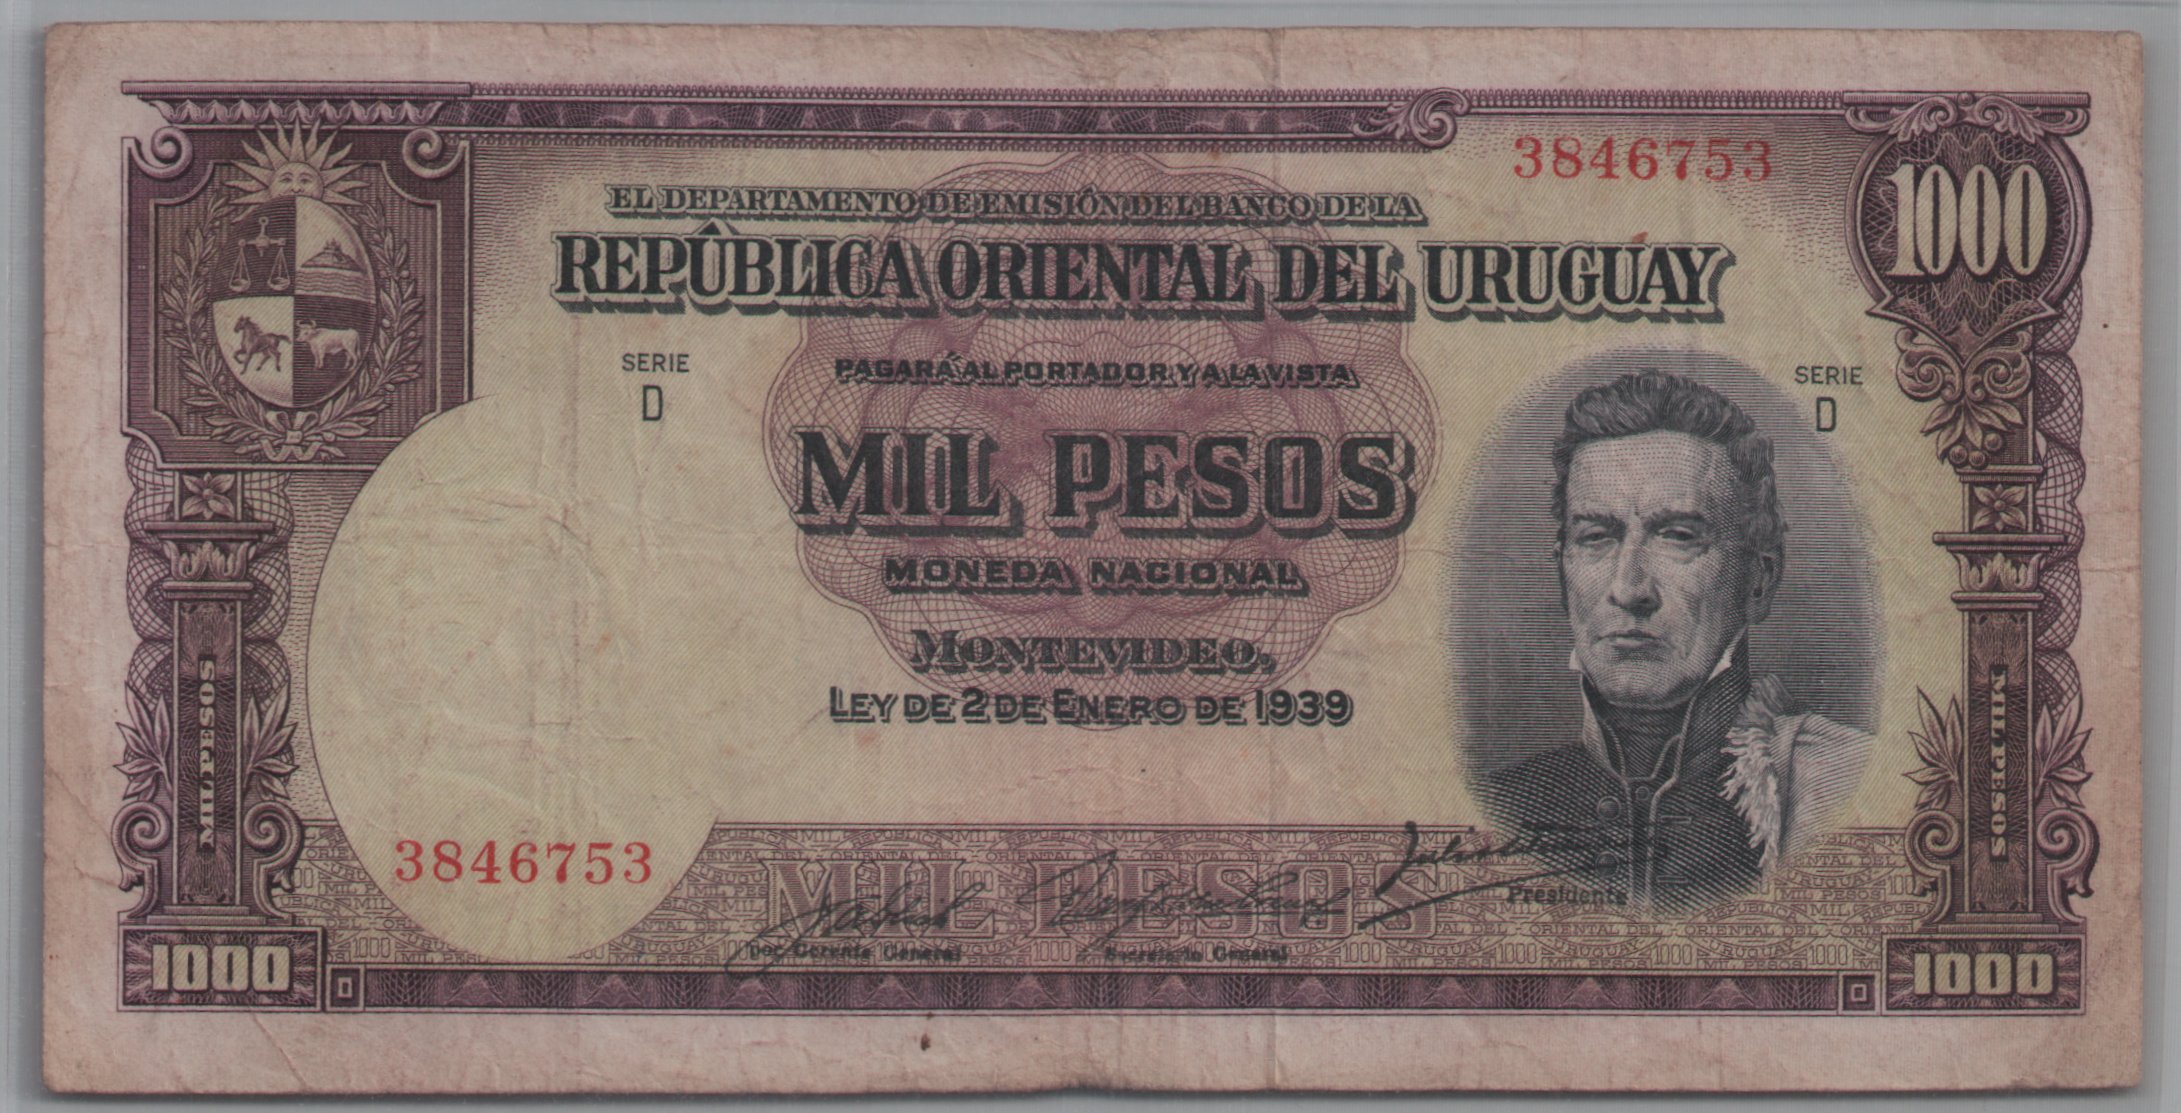 3846753
1000
EL DEPARTAMENTO DE EMISIÓN DEL BANCO DE LA
REPÚBLICA ORIENTAL DEL URUGUAY
SERIE
D
PAGARÁ AL PORTADOR Y A LA VISTA
SERIE
D
MIL PESOS
MONEDA NACIONAL
MONTEVIDEO.
LEY DE 2 DE ENERO DE 1939
MIL PESOS
MIL PESOS
3846753
MIL PESOS
Presidente
Gerente General
Secretario General
1000
1000